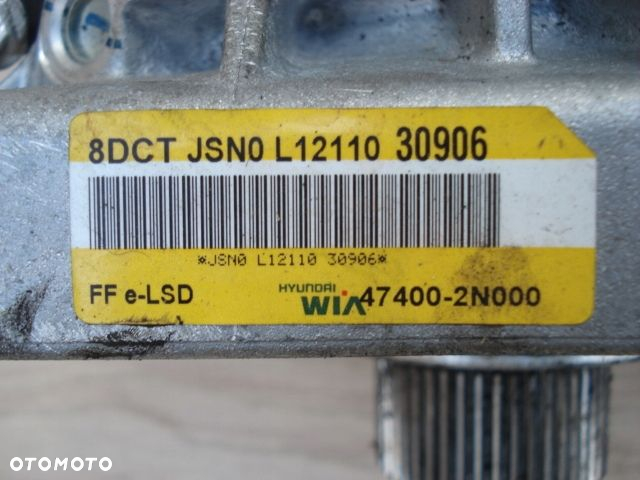 8DCT JSN0 L12110 30906
*JSN0 L12110 30906*
FF e-LSD HYUNDAI WIA 47400-2N000
OTOMOTO